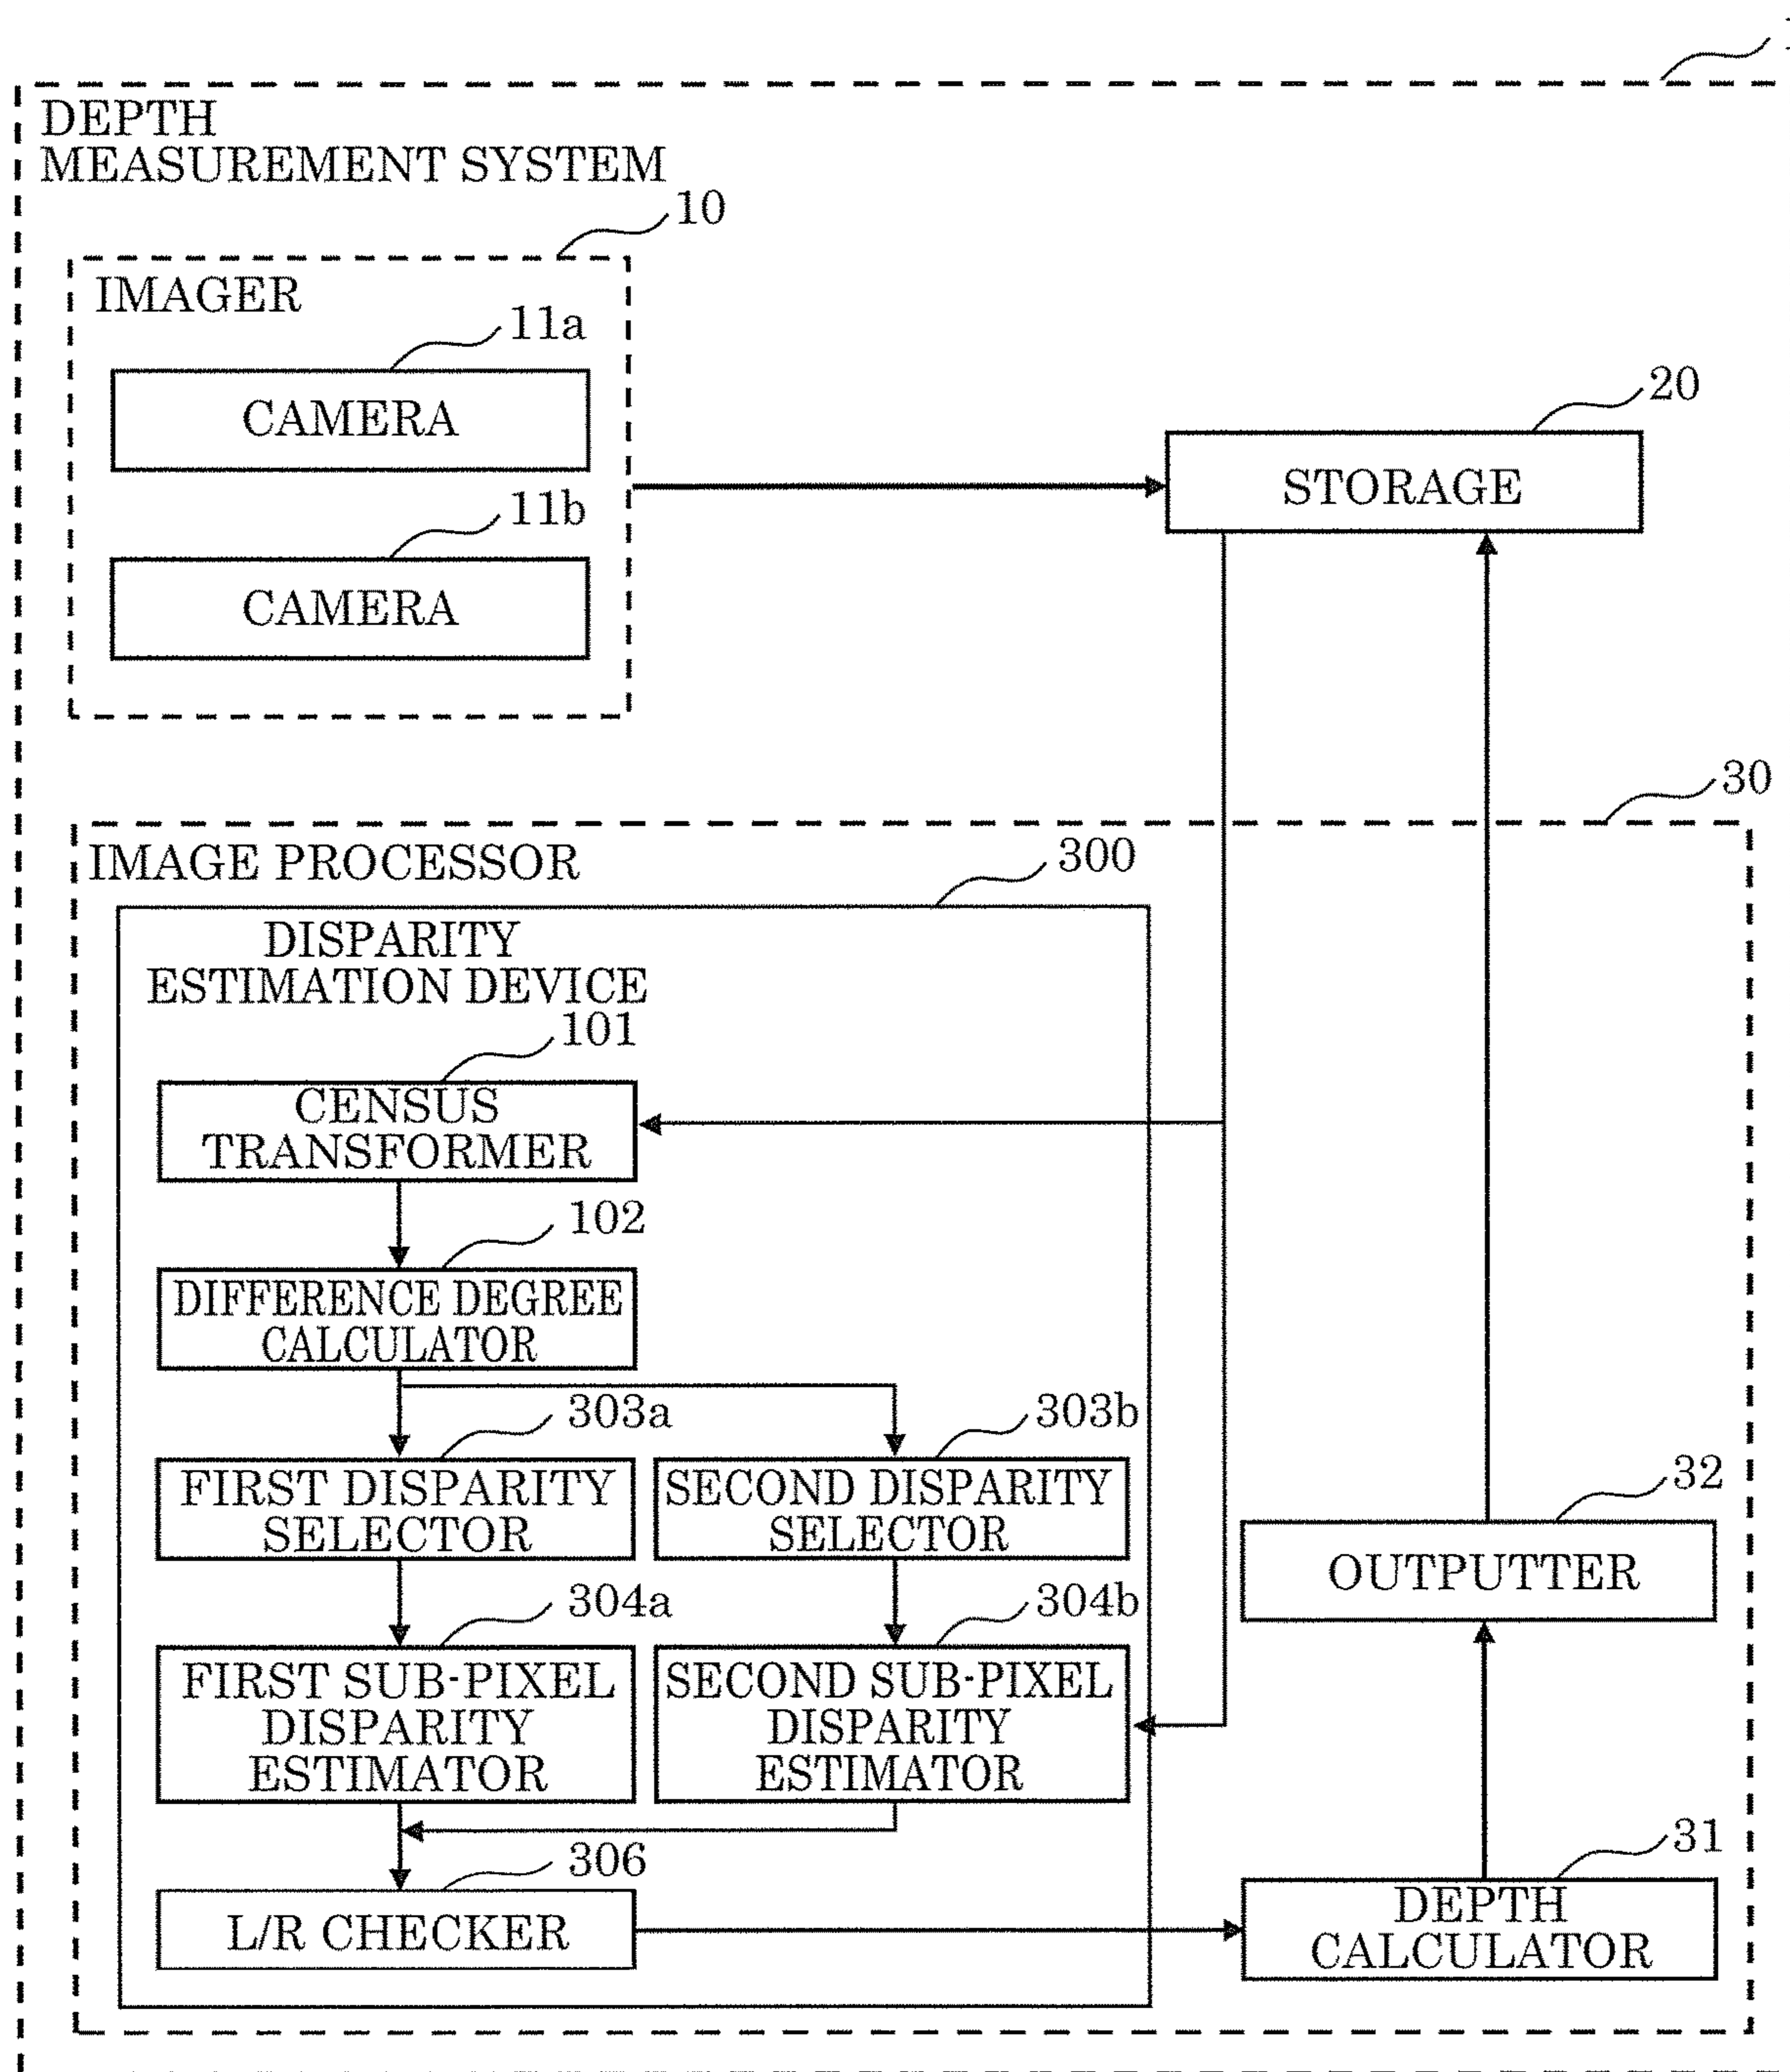 DEPTH
MEASUREMENT SYSTEM
10
IMAGER
11a
CAMERA
11b
CAMERA
20
STORAGE
30
IMAGE PROCESSOR
300
DISPARITY
ESTIMATION DEVICE
101
CENSUS
TRANSFORMER
102
DIFFERENCE DEGREE
CALCULATOR
303a
FIRST DISPARITY
SELECTOR
303b
SECOND DISPARITY
SELECTOR
304a
FIRST SUB-PIXEL
DISPARITY
ESTIMATOR
304b
SECOND SUB-PIXEL
DISPARITY
ESTIMATOR
306
L/R CHECKER
32
OUTPUTTER
31
DEPTH
CALCULATOR